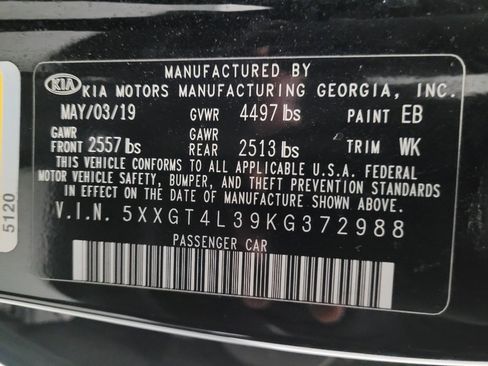 MANUFACTURED BY
KIA KIA MOTORS MANUFACTURING GEORGIA, INC.
MAY/03/19 GVWR 4497 lbs PAINT EB
GAWR FRONT 2557 lbs GAWR REAR 2513 lbs TRIM WK
THIS VEHICLE CONFORMS TO ALL APPLICABLE U.S.A. FEDERAL
MOTOR VEHICLE SAFETY, BUMPER, AND THEFT PREVENTION STANDARDS
IN EFFECT ON THE DATE OF MANUFACTURE SHOWN ABOVE.
V.I.N. 5XXGT4L39KG372988
PASSENGER CAR
5120